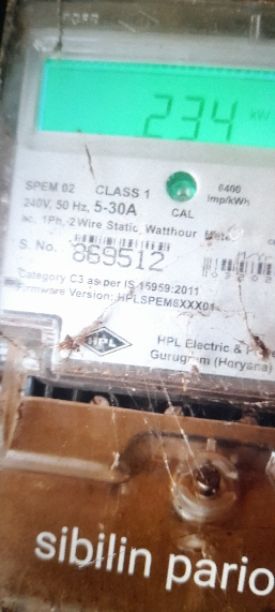 234 kW
SPEM 02 CLASS 1 6400
240V, 50 Hz, 5-30A CAL imp/kWh
ac, 1Ph, 2 Wire Static, Watthour Meter
S. No. 869512
Category C3 as per IS 15959:2011
Firmware Version: HPLSPEM6XXX01
HPL HPL Electric &
Gurugram (Haryana)
sibilin pario